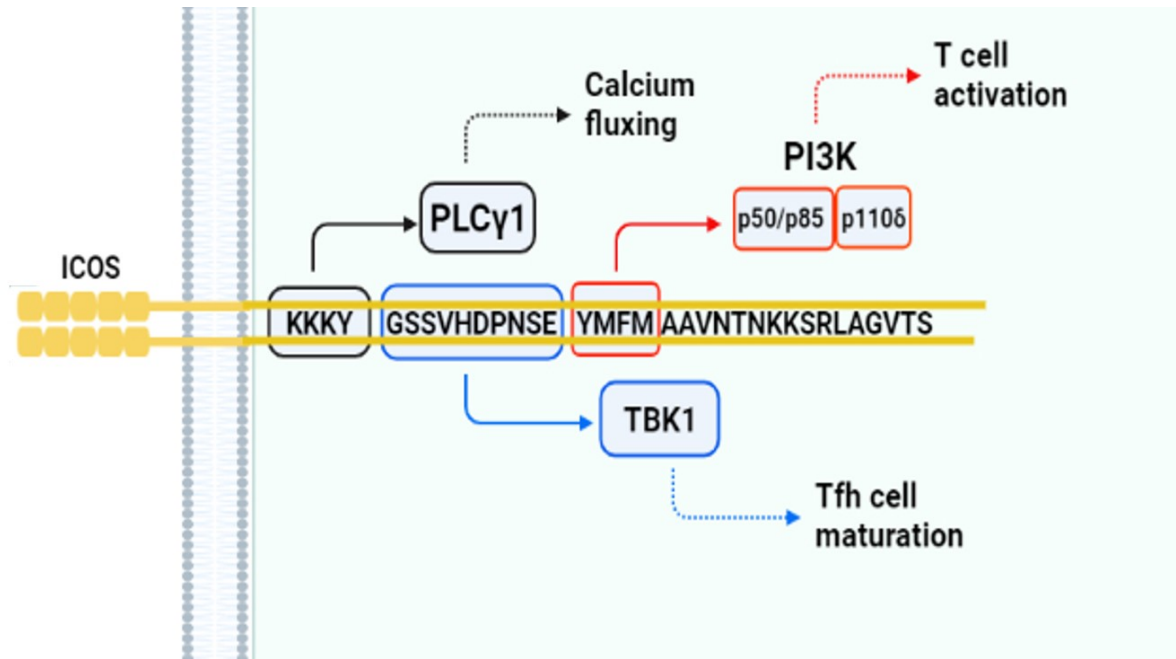 T cell
activation
Calcium
fluxing
PI3K
PLCγ1
p50/p85 p110δ
ICOS
KKKY GSSVHDPNSE YMFM AAVNTNKKSRLAGVTS
TBK1
Tfh cell
maturation